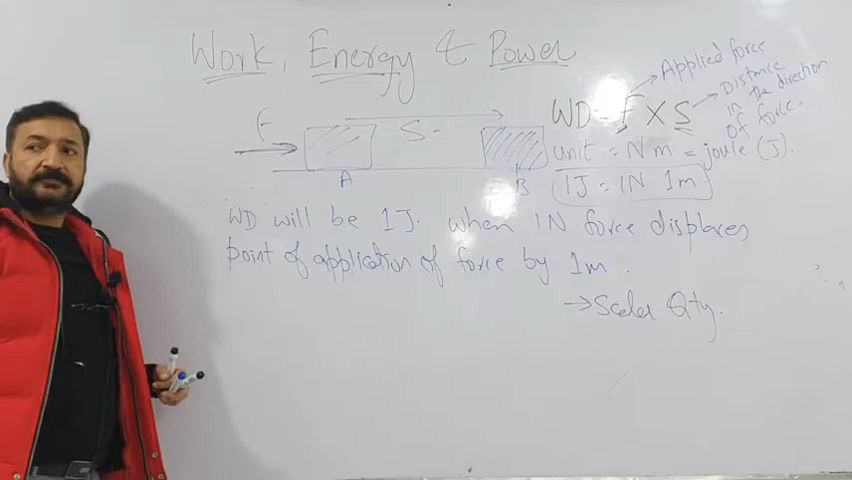 Work, Energy & Power
F
S
A
B
WD = F X S
Applied force
Distance
in the direction
of force.
unit = N m = joule (J).
1J = 1N 1m.
WD will be 1J. when 1N force displaces
point of application of force by 1m.
→ Scalar Qty.